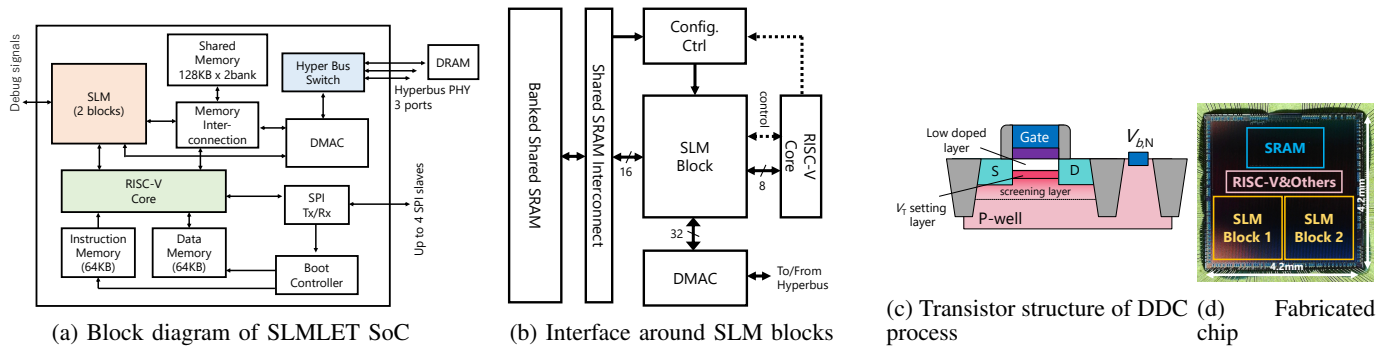 Debug signals
SLM
(2 blocks)
Shared
Memory
128KB x 2bank
Hyper Bus
Switch
DRAM
Hyperbus PHY
3 ports
Memory
Inter-
connection
DMAC
RISC-V
Core
SPI
Tx/Rx
Up to 4 SPI slaves
Instruction
Memory
(64KB)
Data
Memory
(64KB)
Boot
Controller
(a) Block diagram of SLMLET SoC
Banked Shared SRAM
Shared SRAM Interconnect
Config.
Ctrl
SLM
Block
control
RISC-V
Core
16
8
32
DMAC
To/From
Hyperbus
(b) Interface around SLM blocks
Low doped
layer
Gate
V_{b,N}
S
D
screening layer
V_T setting
layer
P-well
(c) Transistor structure of DDC
process
SRAM
RISC-V&Others
SLM
Block 1
SLM
Block 2
4.2mm
4.2mm
(d) Fabricated
chip